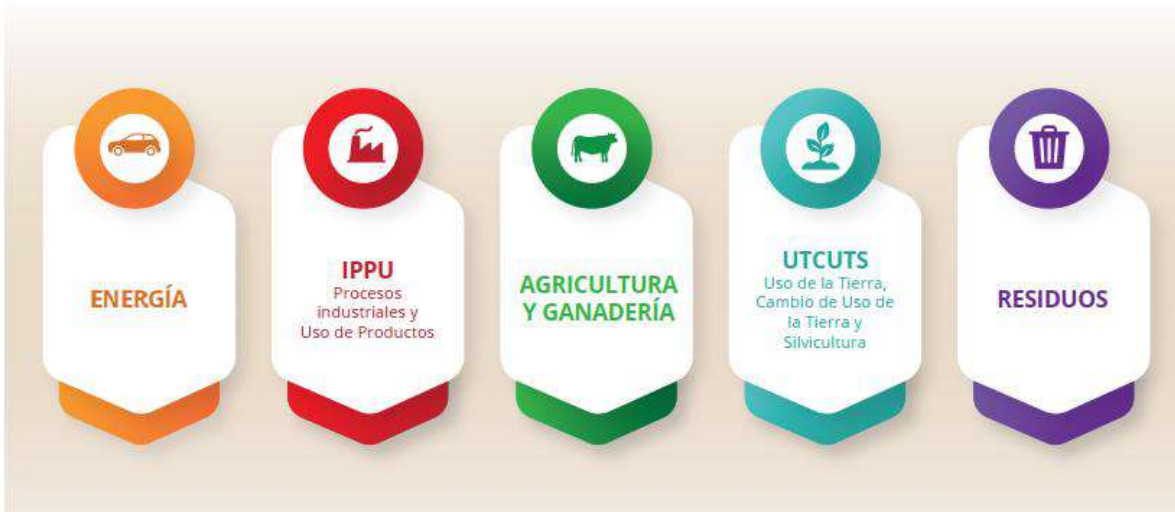 ENERGÍA
IPPU
Procesos
industriales y
Uso de Productos
AGRICULTURA
Y GANADERÍA
UTCUTS
Uso de la Tierra,
Cambio de Uso de
la Tierra y
Silvicultura
RESIDUOS